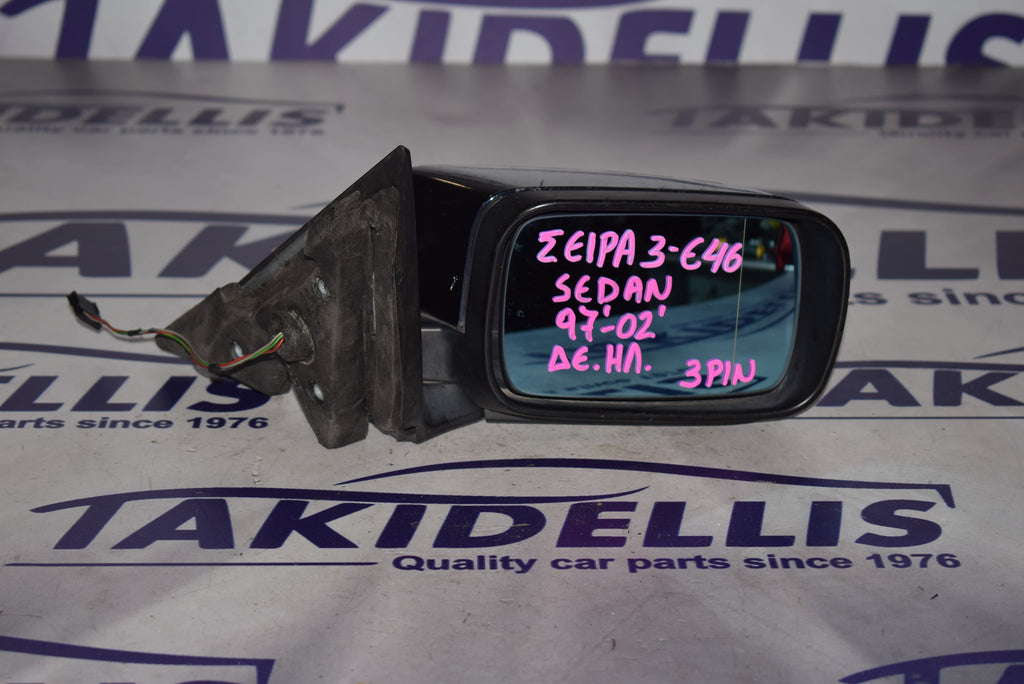 TAKIDELLIS
TAKIDELLIS
Quality car parts since 1976
TAKIDELLIS
ΣΕΙΡΑ 3-E46
SEDAN
97'-02'
ΔΕ.ΗΛ. 3PIN
parts since 1976
TAKIDELLIS
Quality car parts since 1976
TAKIDELLIS